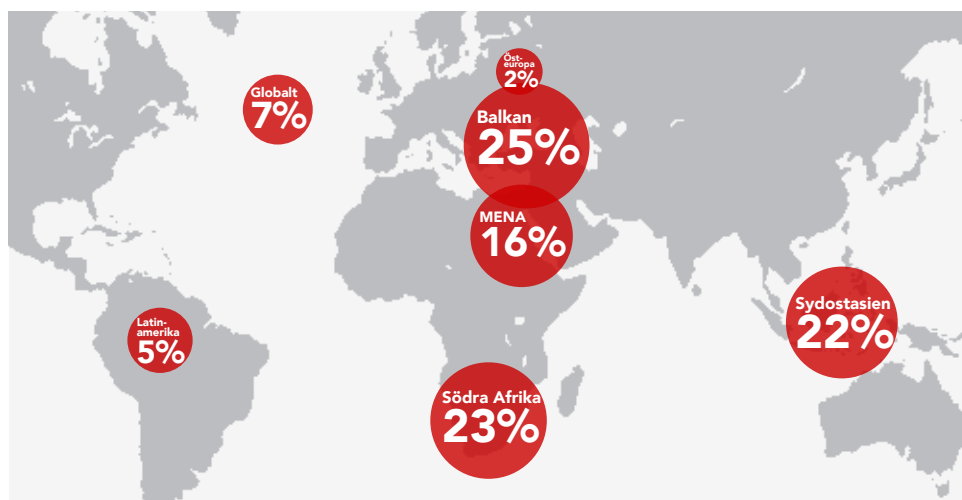 Öst-
europa
2%
Globalt
7%
Balkan
25%
MENA
16%
Sydostasien
22%
Latin-
amerika
5%
Södra Afrika
23%